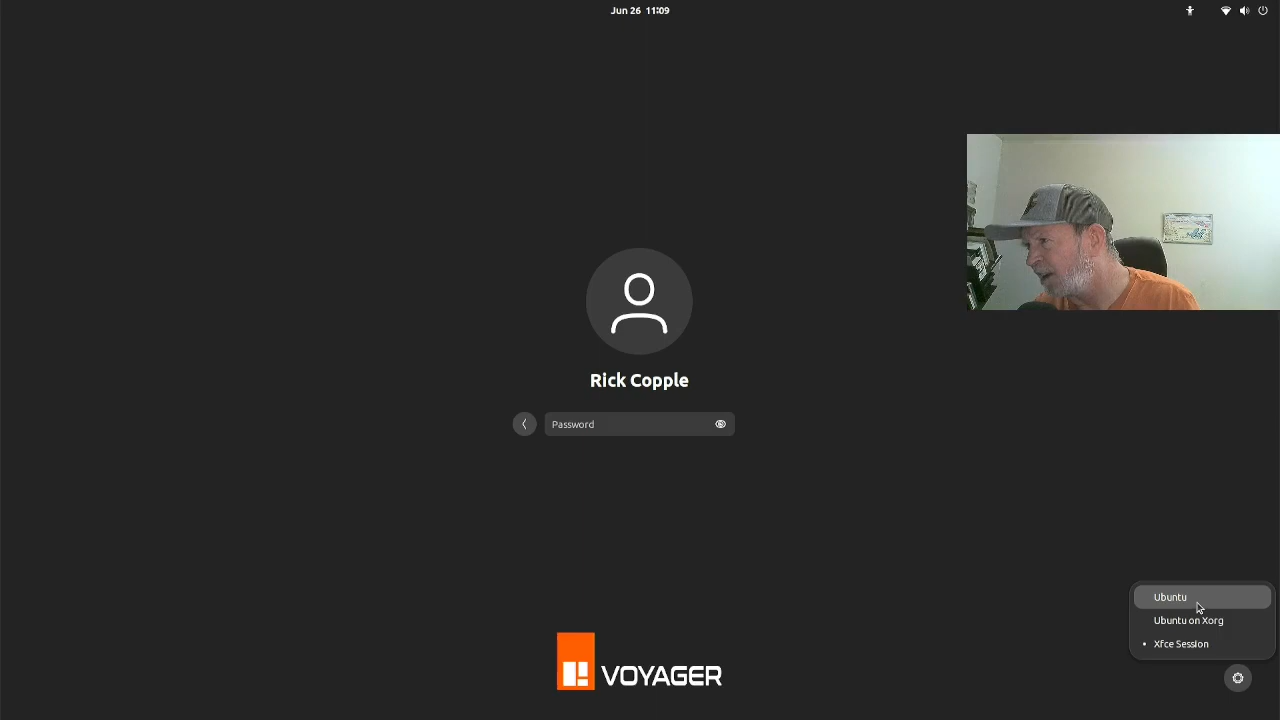 Jun 26 11:09
Rick Copple
Password
Ubuntu
Ubuntu on Xorg
Xfce Session
VOYAGER